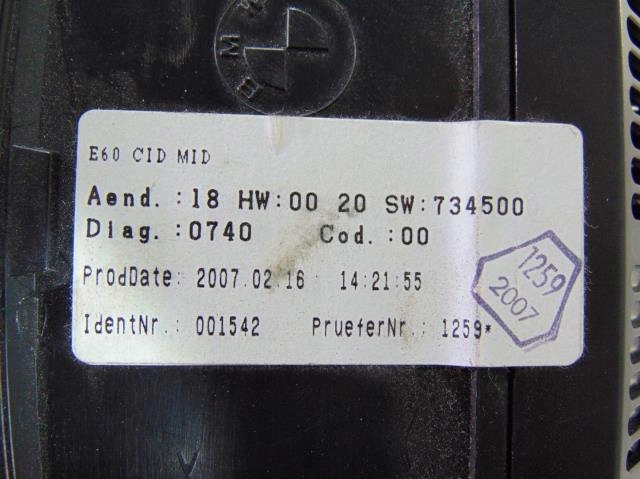 BMW
E60 CID MID
Aend.:18 HW:00 20 SW:734500
Diag.:0740 Cod.:00
ProdDate: 2007.02.16 14:21:55
IdentNr.: 001542 PrueferNr.: 1259*
1259
2007